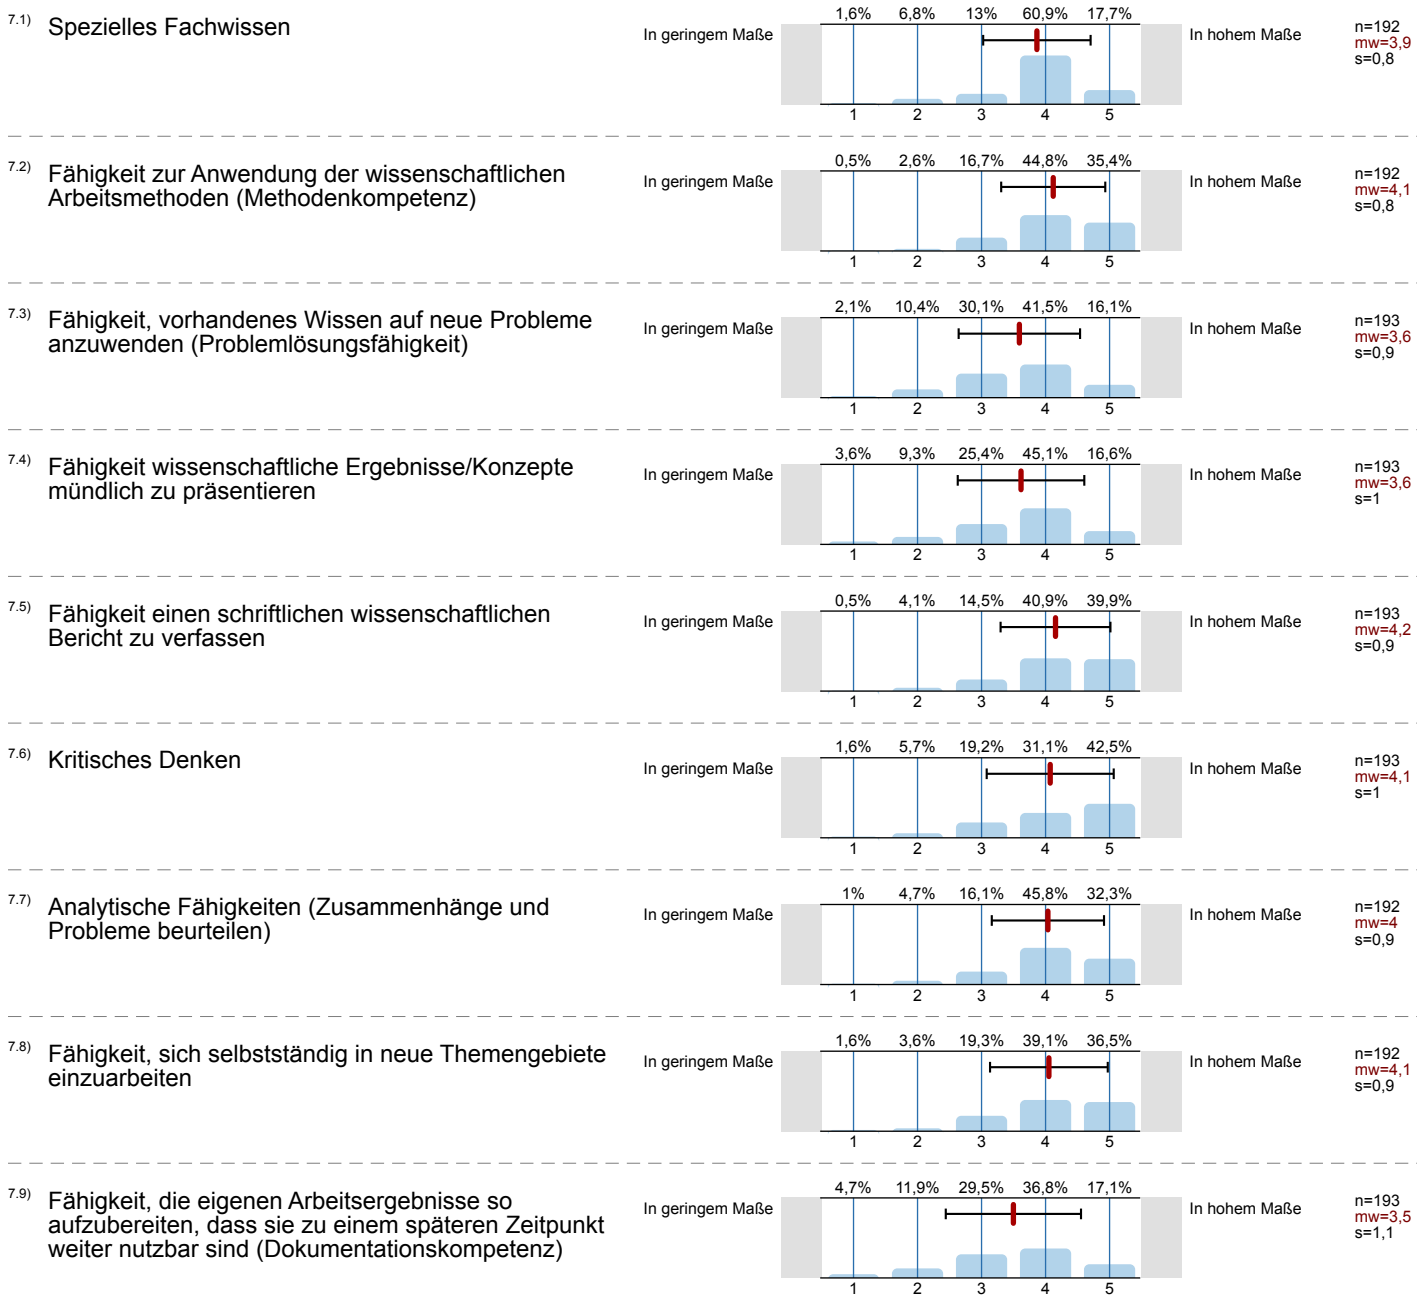 7.1) Spezielles Fachwissen
In geringem Maße
1,6% 6,8% 13% 60,9% 17,7%
1 2 3 4 5
In hohem Maße
n=192
mw=3,9
s=0,8
7.2) Fähigkeit zur Anwendung der wissenschaftlichen
Arbeitsmethoden (Methodenkompetenz)
In geringem Maße
0,5% 2,6% 16,7% 44,8% 35,4%
1 2 3 4 5
In hohem Maße
n=192
mw=4,1
s=0,8
7.3) Fähigkeit, vorhandenes Wissen auf neue Probleme
anzuwenden (Problemlösungsfähigkeit)
In geringem Maße
2,1% 10,4% 30,1% 41,5% 16,1%
1 2 3 4 5
In hohem Maße
n=193
mw=3,6
s=0,9
7.4) Fähigkeit wissenschaftliche Ergebnisse/Konzepte
mündlich zu präsentieren
In geringem Maße
3,6% 9,3% 25,4% 45,1% 16,6%
1 2 3 4 5
In hohem Maße
n=193
mw=3,6
s=1
7.5) Fähigkeit einen schriftlichen wissenschaftlichen
Bericht zu verfassen
In geringem Maße
0,5% 4,1% 14,5% 40,9% 39,9%
1 2 3 4 5
In hohem Maße
n=193
mw=4,2
s=0,9
7.6) Kritisches Denken
In geringem Maße
1,6% 5,7% 19,2% 31,1% 42,5%
1 2 3 4 5
In hohem Maße
n=193
mw=4,1
s=1
7.7) Analytische Fähigkeiten (Zusammenhänge und
Probleme beurteilen)
In geringem Maße
1% 4,7% 16,1% 45,8% 32,3%
1 2 3 4 5
In hohem Maße
n=192
mw=4
s=0,9
7.8) Fähigkeit, sich selbstständig in neue Themengebiete
einzuarbeiten
In geringem Maße
1,6% 3,6% 19,3% 39,1% 36,5%
1 2 3 4 5
In hohem Maße
n=192
mw=4,1
s=0,9
7.9) Fähigkeit, die eigenen Arbeitsergebnisse so
aufzubereiten, dass sie zu einem späteren Zeitpunkt
weiter nutzbar sind (Dokumentationskompetenz)
In geringem Maße
4,7% 11,9% 29,5% 36,8% 17,1%
1 2 3 4 5
In hohem Maße
n=193
mw=3,5
s=1,1